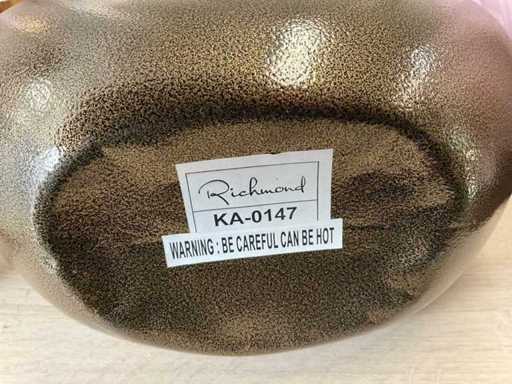 Richmond
KA-0147
WARNING : BE CAREFUL CAN BE HOT